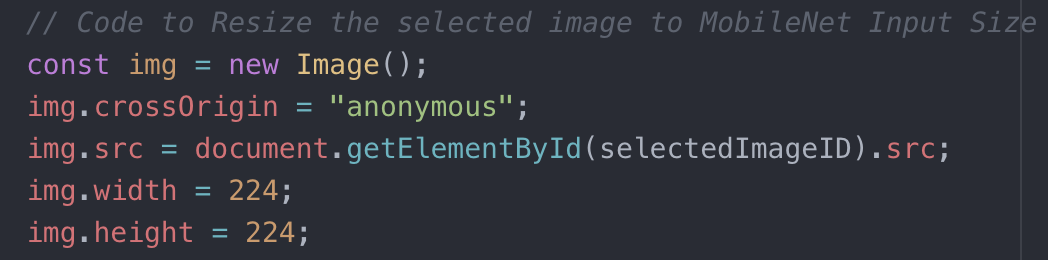 // Code to Resize the selected image to MobileNet Input Size
const img = new Image();
img.crossOrigin = "anonymous";
img.src = document.getElementById(selectedImageID).src;
img.width = 224;
img.height = 224;